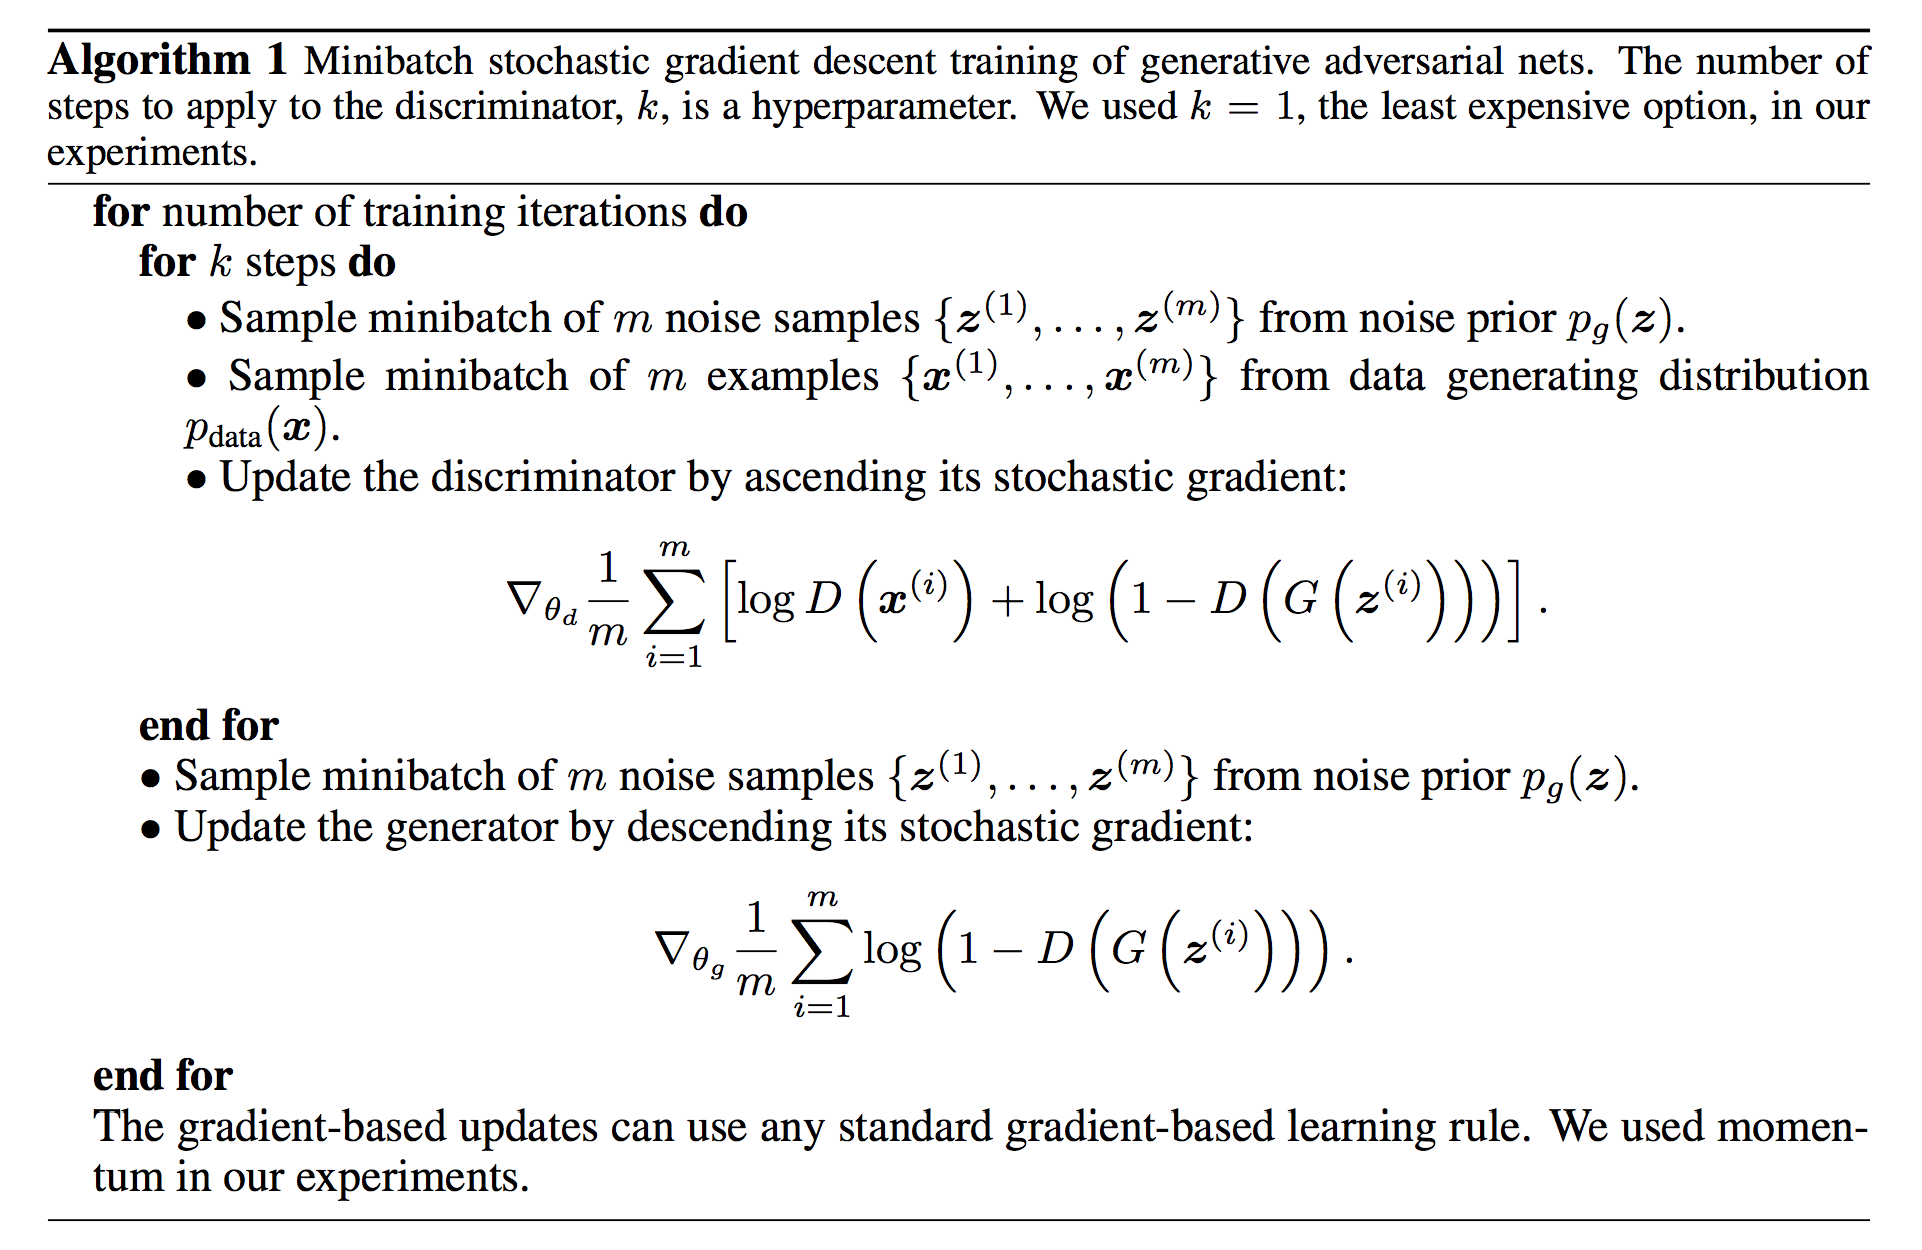 Algorithm 1 Minibatch stochastic gradient descent training of generative adversarial nets. The number of
steps to apply to the discriminator, k, is a hyperparameter. We used k = 1, the least expensive option, in our
experiments.
for number of training iterations do
for k steps do
• Sample minibatch of m noise samples {z^(1), . . . , z^(m)} from noise prior p_g(z).
• Sample minibatch of m examples {x^(1), . . . , x^(m)} from data generating distribution
p_data(x).
• Update the discriminator by ascending its stochastic gradient:
∇_{θ_d} \frac{1}{m} \sum_{i=1}^{m} [log D (x^(i)) + log (1 − D (G (z^(i))))] .
end for
• Sample minibatch of m noise samples {z^(1), . . . , z^(m)} from noise prior p_g(z).
• Update the generator by descending its stochastic gradient:
∇_{θ_g} \frac{1}{m} \sum_{i=1}^{m} log (1 − D (G (z^(i)))) .
end for
The gradient-based updates can use any standard gradient-based learning rule. We used momen-
tum in our experiments.